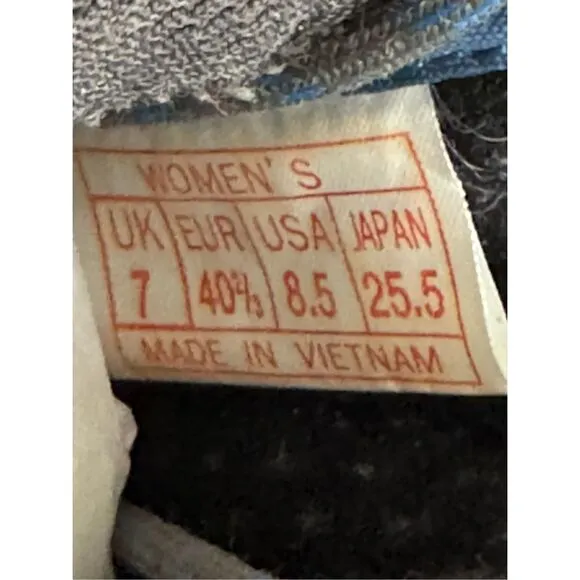 WOMEN'S
UK EUR USA JAPAN
7 40⅔ 8.5 25.5
MADE IN VIETNAM